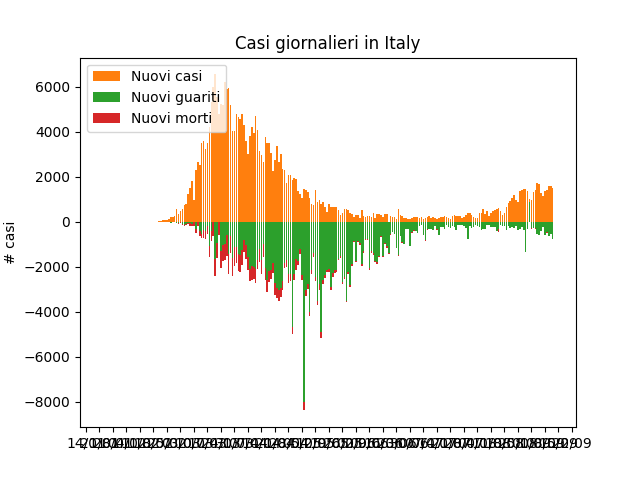 Casi giornalieri in Italy
Nuovi casi
Nuovi guariti
Nuovi morti
# casi
6000
4000
2000
0
−2000
−4000
−6000
−8000